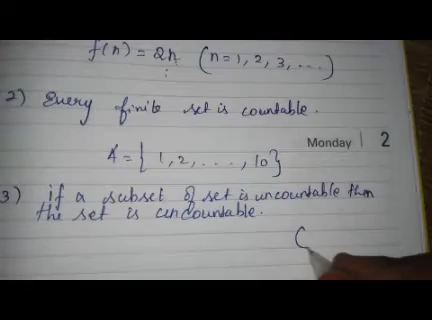 f(n) = 2n (n=1, 2, 3, ....)
2) Every finite set is countable.
A = { 1, 2, . . . . , 10 }
Monday 2
3) if a subset of set is uncountable then
the set is uncountable.
(